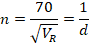 n = 70/√V_R = 1/d